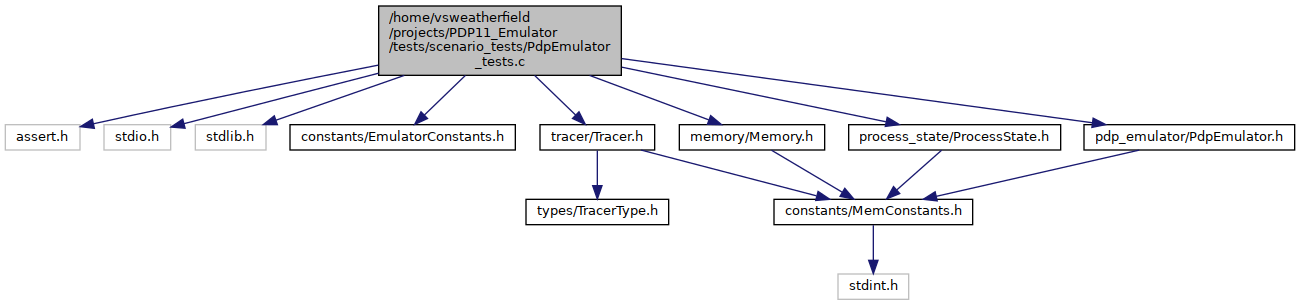 /home/vsweatherfield
/projects/PDP11_Emulator
/tests/scenario_tests/PdpEmulator
_tests.c
assert.h
stdio.h
stdlib.h
constants/EmulatorConstants.h
tracer/Tracer.h
memory/Memory.h
process_state/ProcessState.h
pdp_emulator/PdpEmulator.h
types/TracerType.h
constants/MemConstants.h
stdint.h